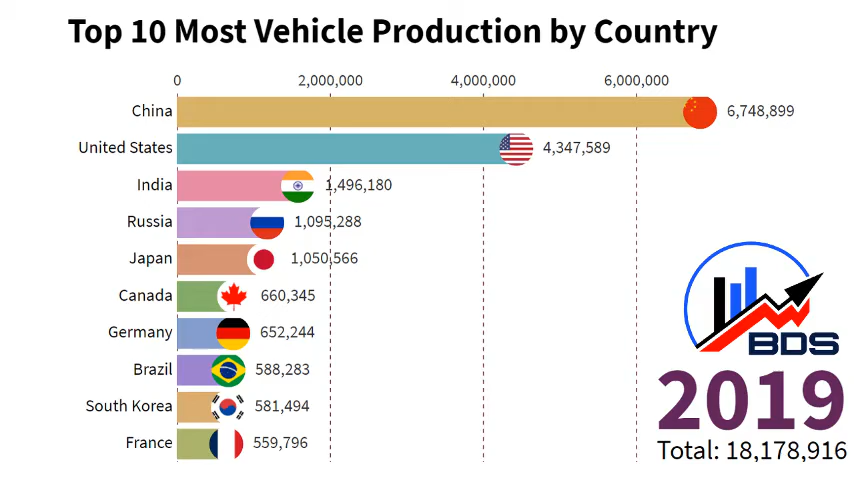 Top 10 Most Vehicle Production by Country
0 2,000,000 4,000,000 6,000,000
China 6,748,899
United States 4,347,589
India 1,496,180
Russia 1,095,288
Japan 1,050,566
Canada 660,345
Germany 652,244
Brazil 588,283
South Korea 581,494
France 559,796
BDS
2019
Total: 18,178,916